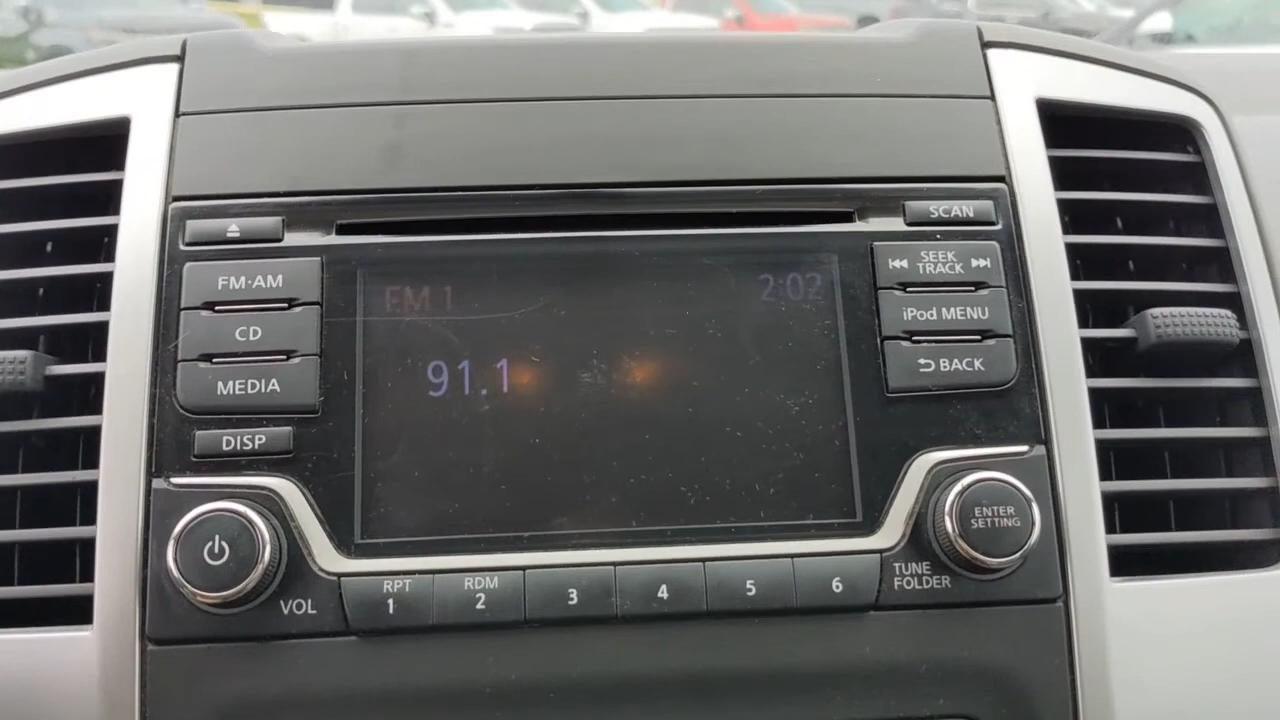 SCAN
FM·AM
SEEK
TRACK
CD
iPod MENU
MEDIA
BACK
DISP
FM 1
2:02
91.1
ENTER
SETTING
VOL
RPT
1
RDM
2
3
4
5
6
TUNE
FOLDER